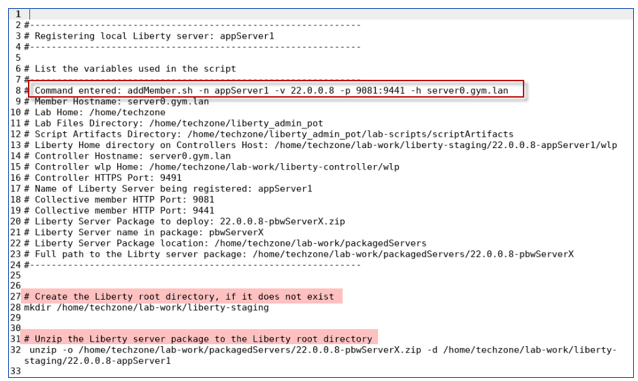 1
2 #-------------------------------------------------------------
3 # Registering local Liberty server: appServer1
4 #-------------------------------------------------------------
5
6 # List the variables used in the script
7 #-------------------------------------------------------------
8 # Command entered: addMember.sh -n appServer1 -v 22.0.0.8 -p 9081:9441 -h server0.gym.lan
9 # Member Hostname: server0.gym.lan
10 # Lab Home: /home/techzone
11 # Lab Files Directory: /home/techzone/liberty_admin_pot
12 # Script Artifacts Directory: /home/techzone/liberty_admin_pot/lab-scripts/scriptArtifacts
13 # Liberty Home directory on Controllers Host: /home/techzone/lab-work/liberty-staging/22.0.0.8-appServer1/wlp
14 # Controller Hostname: server0.gym.lan
15 # Controller wlp Home: /home/techzone/lab-work/liberty-controller/wlp
16 # Controller HTTPS Port: 9491
17 # Name of Liberty Server being registered: appServer1
18 # Collective member HTTP Port: 9081
19 # Collective member HTTP Port: 9441
20 # Liberty Server Package to deploy: 22.0.0.8-pbwServerX.zip
21 # Liberty Server name in package: pbwServerX
22 # Liberty Server Package location: /home/techzone/lab-work/packagedServers
23 # Full path to the Librty server package: /home/techzone/lab-work/packagedServers/22.0.0.8-pbwServerX
24 #-------------------------------------------------------------
25
26
27 # Create the Liberty root directory, if it does not exist
28 mkdir /home/techzone/lab-work/liberty-staging
29
30
31 # Unzip the Liberty server package to the Liberty root directory
32 unzip -o /home/techzone/lab-work/packagedServers/22.0.0.8-pbwServerX.zip -d /home/techzone/lab-work/liberty-
staging/22.0.0.8-appServer1
33